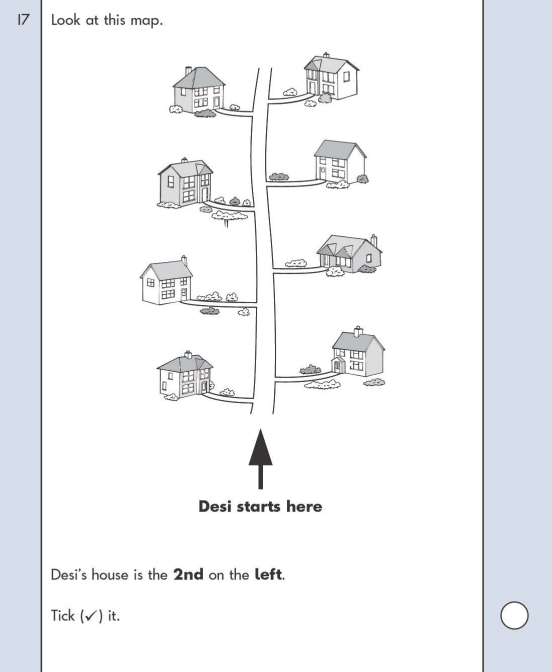 17 Look at this map.
Desi starts here
Desi's house is the 2nd on the left.
Tick (✓) it.